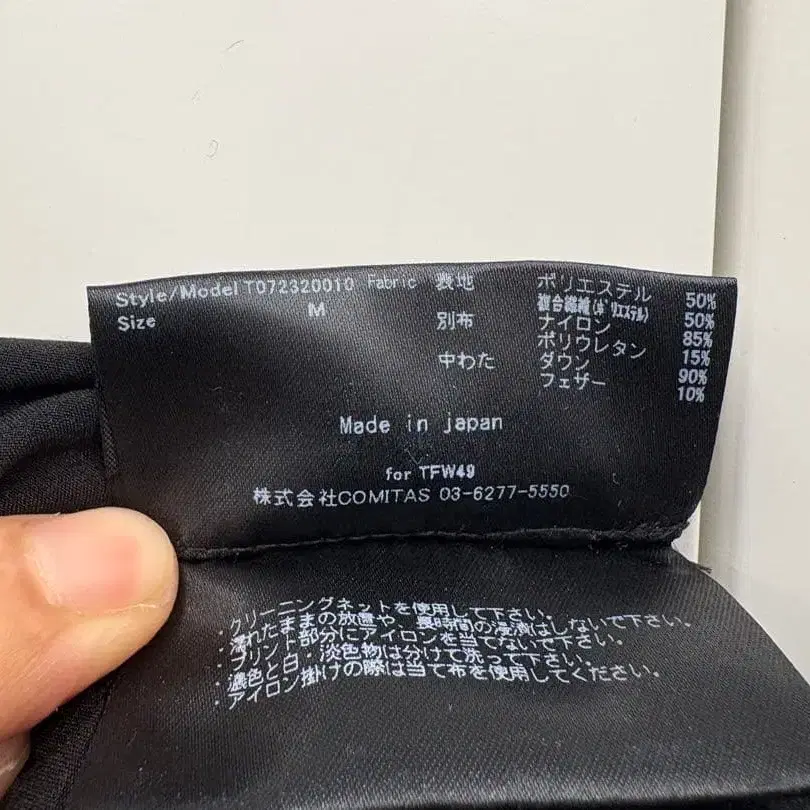 Style/Model T072320010 Fabric 表地 ポリエステル 50%
複合繊維(ポリエステル) 50%
Size M 別布 ナイロン 85%
ポリウレタン 15%
中わた ダウン 90%
フェザー 10%
Made in japan
for TFW49
株式会社COMITAS 03-6277-5550
・クリーニングネットを使用して下さい。
・濡れたままの放置や、長時間の浸漬はしないで下さい。
・プリント部分にアイロンを当てないで下さい。
・濃色と白、淡色物は分けて洗って下さい。
・アイロン掛けの際は当て布を使用してください。